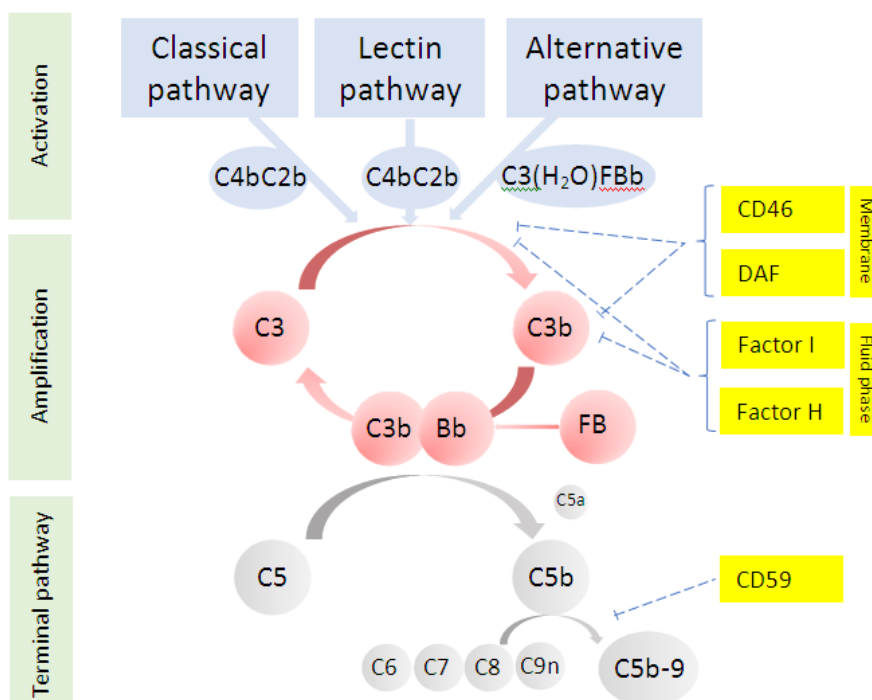 Activation
Classical
pathway
Lectin
pathway
Alternative
pathway
C4bC2b
C4bC2b
C3(H₂O)FBb
CD46
DAF
Membrane
Amplification
C3
C3b
Factor I
Factor H
Fluid phase
C3b
Bb
FB
Terminal pathway
C5a
C5
C5b
CD59
C6
C7
C8
C9n
C5b-9